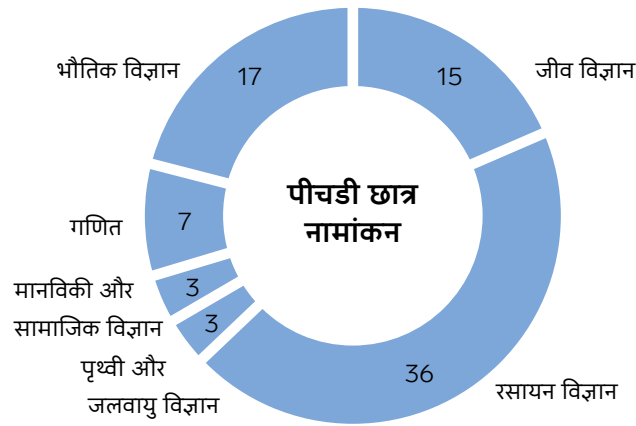 भौतिक विज्ञान
17
15
जीव विज्ञान
पीचडी छात्र
नामांकन
गणित
7
मानविकी और
सामाजिक विज्ञान
3
3
पृथ्वी और
जलवायु विज्ञान
36
रसायन विज्ञान